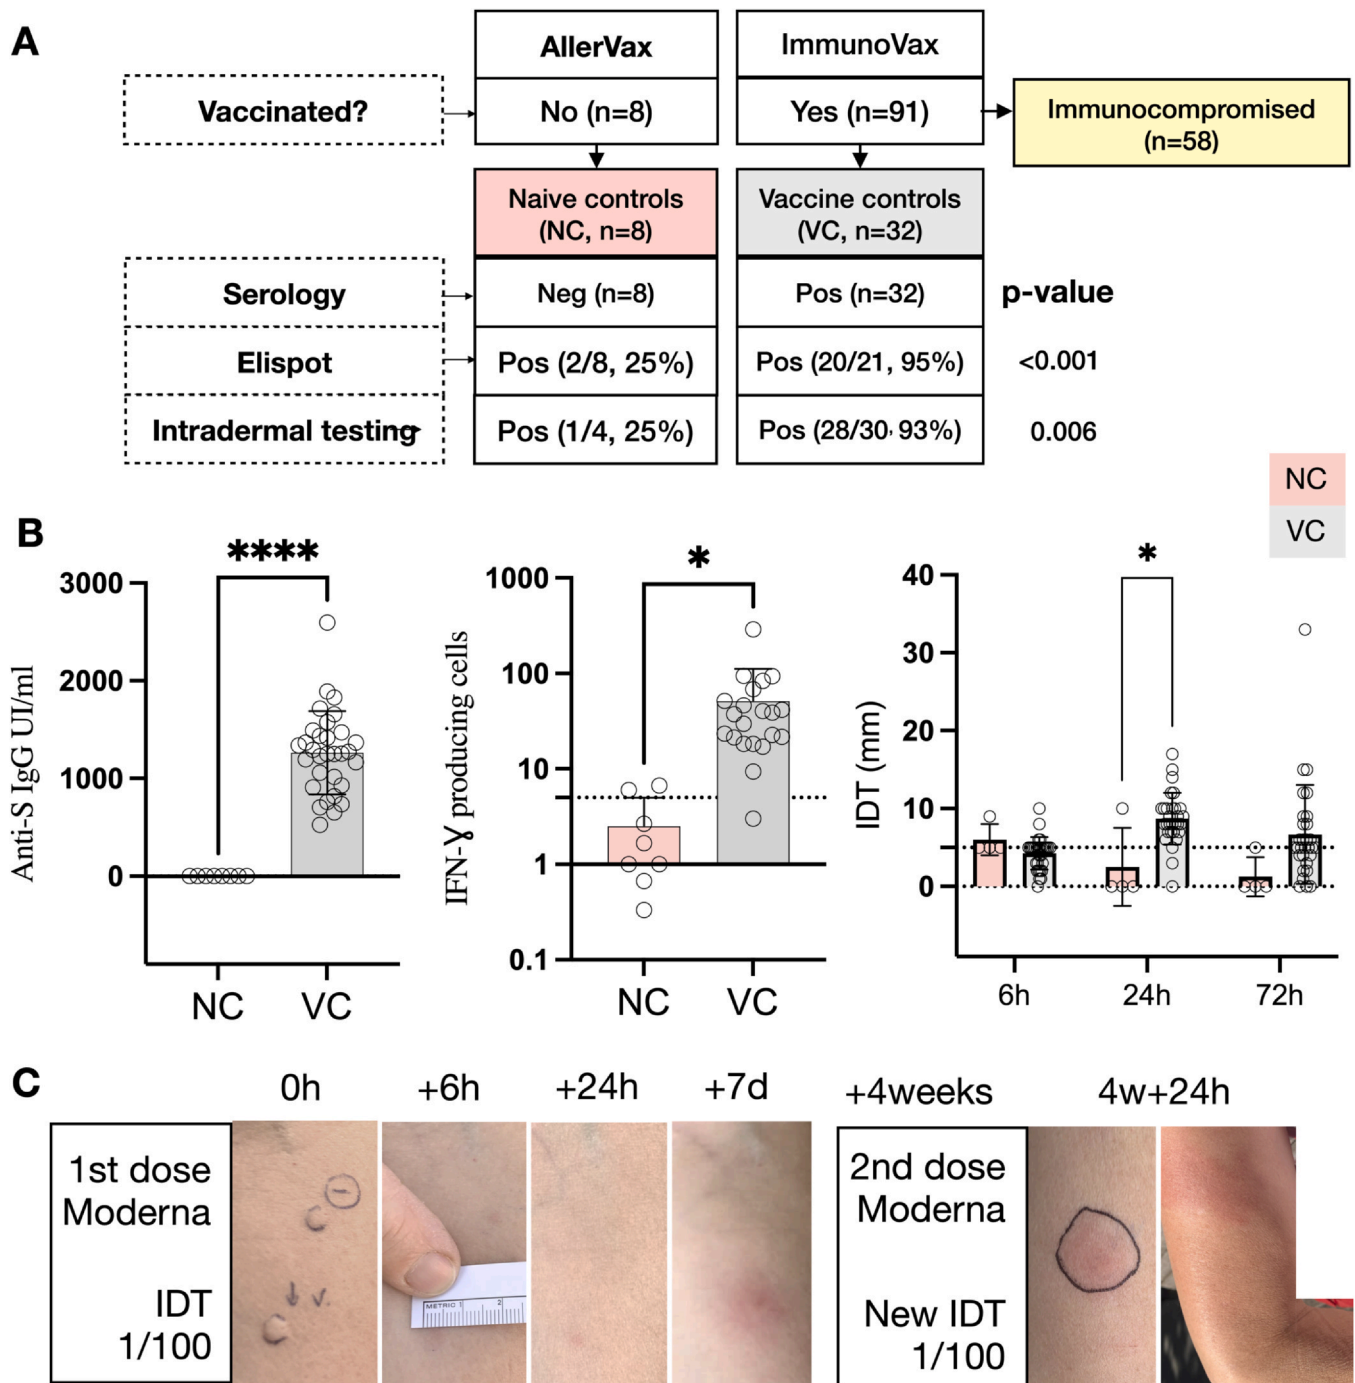 A
AllerVax
ImmunoVax
Vaccinated?
No (n=8)
Yes (n=91)
Immunocompromised
(n=58)
Naive controls
(NC, n=8)
Vaccine controls
(VC, n=32)
Serology
Neg (n=8)
Pos (n=32)
p-value
Elispot
Pos (2/8, 25%)
Pos (20/21, 95%)
<0.001
Intradermal testing
Pos (1/4, 25%)
Pos (28/30, 93%)
0.006
NC
VC
B
****
3000
2000
1000
0
Anti-S IgG UI/ml
NC
VC
*
1000
100
10
1
0.1
IFN-Ɣ producing cells
NC
VC
*
40
30
20
10
0
IDT (mm)
6h
24h
72h
C
0h
+6h
+24h
+7d
+4weeks
4w+24h
1st dose
Moderna
IDT
1/100
METRIC 1 2
2nd dose
Moderna
New IDT
1/100